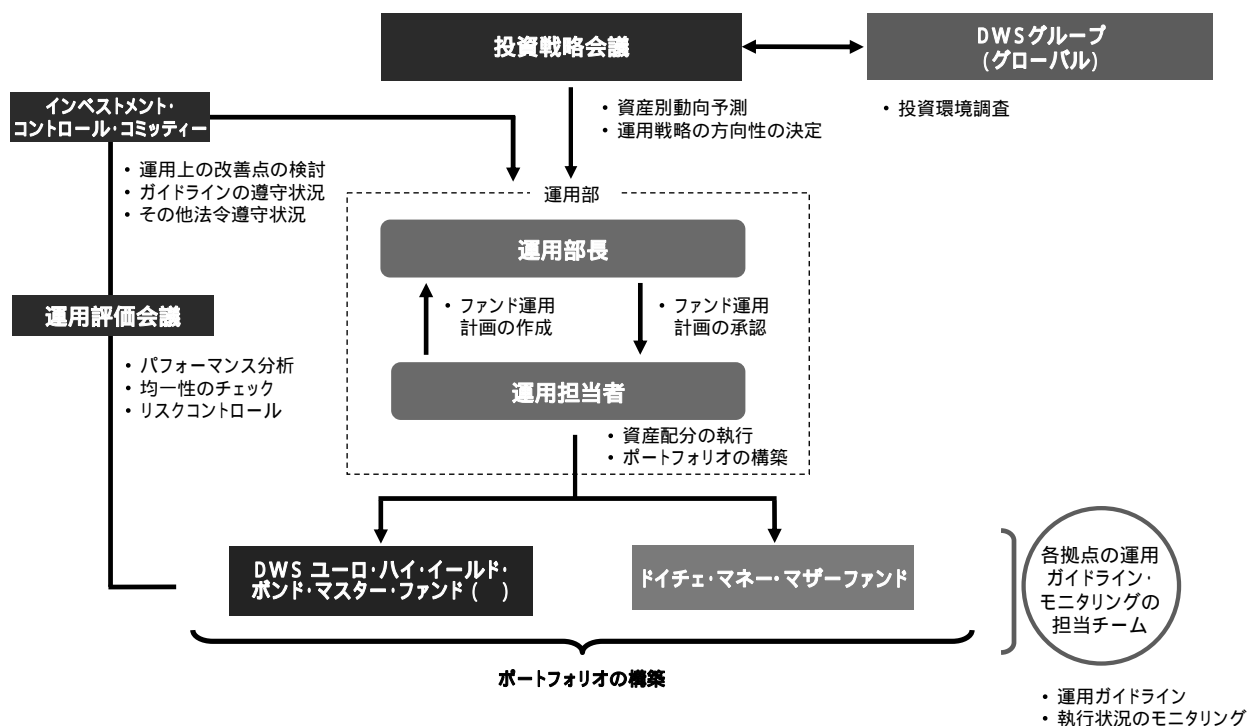 投資戦略会議
DWSグループ
(グローバル)
インベストメント・
コントロール・コミッティー
• 資産別動向予測
• 運用戦略の方向性の決定
• 投資環境調査
• 運用上の改善点の検討
• ガイドラインの遵守状況
• その他法令遵守状況
運用部
運用部長
• ファンド運用
計画の作成
• ファンド運用
計画の承認
運用評価会議
• パフォーマンス分析
• 均一性のチェック
• リスクコントロール
運用担当者
• 資産配分の執行
• ポートフォリオの構築
DWS ユーロ・ハイ・イールド・
ボンド・マスター・ファンド ( )
ドイチェ・マネー・マザーファンド
各拠点の運用
ガイドライン・
モニタリングの
担当チーム
ポートフォリオの構築
• 運用ガイドライン
• 執行状況のモニタリング